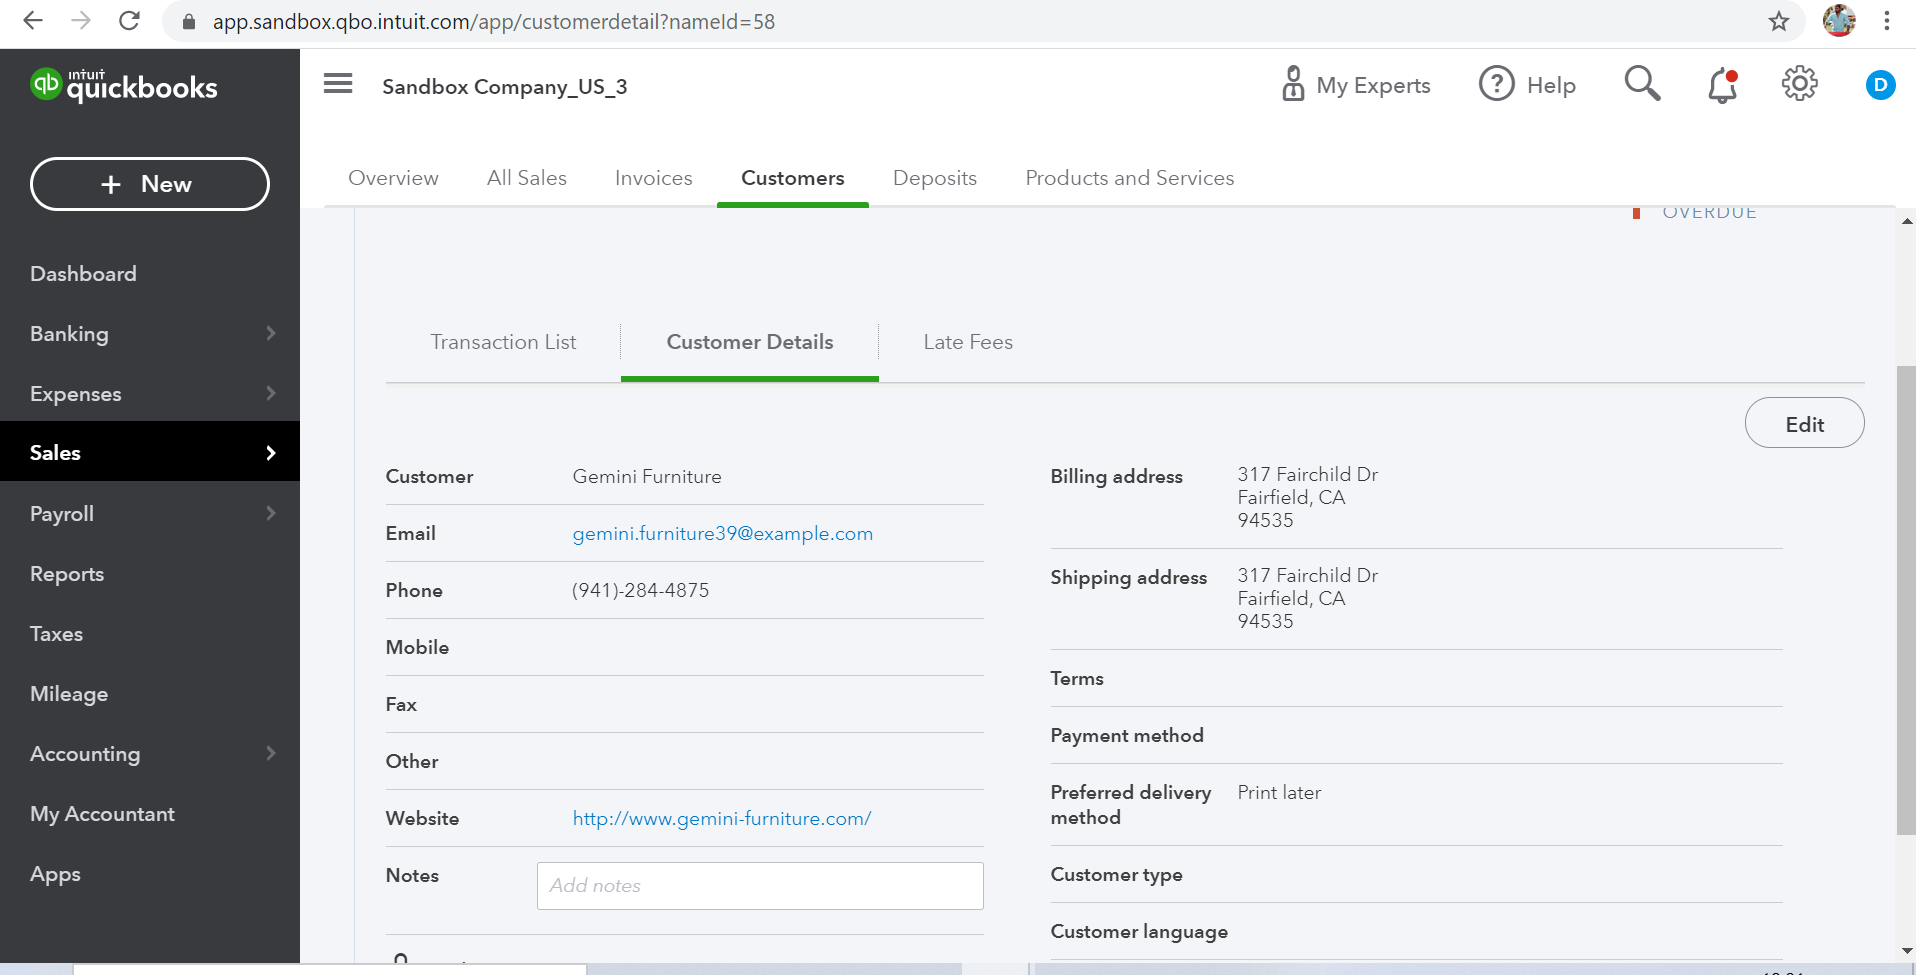 app.sandbox.qbo.intuit.com/app/customerdetail?nameId=58
intuit
quickbooks
qb
Sandbox Company_US_3
My Experts
? Help
D
+ New
Overview
All Sales
Invoices
Customers
Deposits
Products and Services
OVERDUE
Dashboard
Banking
Expenses
Sales
Payroll
Reports
Taxes
Mileage
Accounting
My Accountant
Apps
Transaction List
Customer Details
Late Fees
Edit
Customer Gemini Furniture
Email gemini.furniture39@example.com
Phone (941)-284-4875
Mobile
Fax
Other
Website http://www.gemini-furniture.com/
Notes Add notes
Billing address 317 Fairchild Dr
Fairfield, CA
94535
Shipping address 317 Fairchild Dr
Fairfield, CA
94535
Terms
Payment method
Preferred delivery Print later
method
Customer type
Customer language